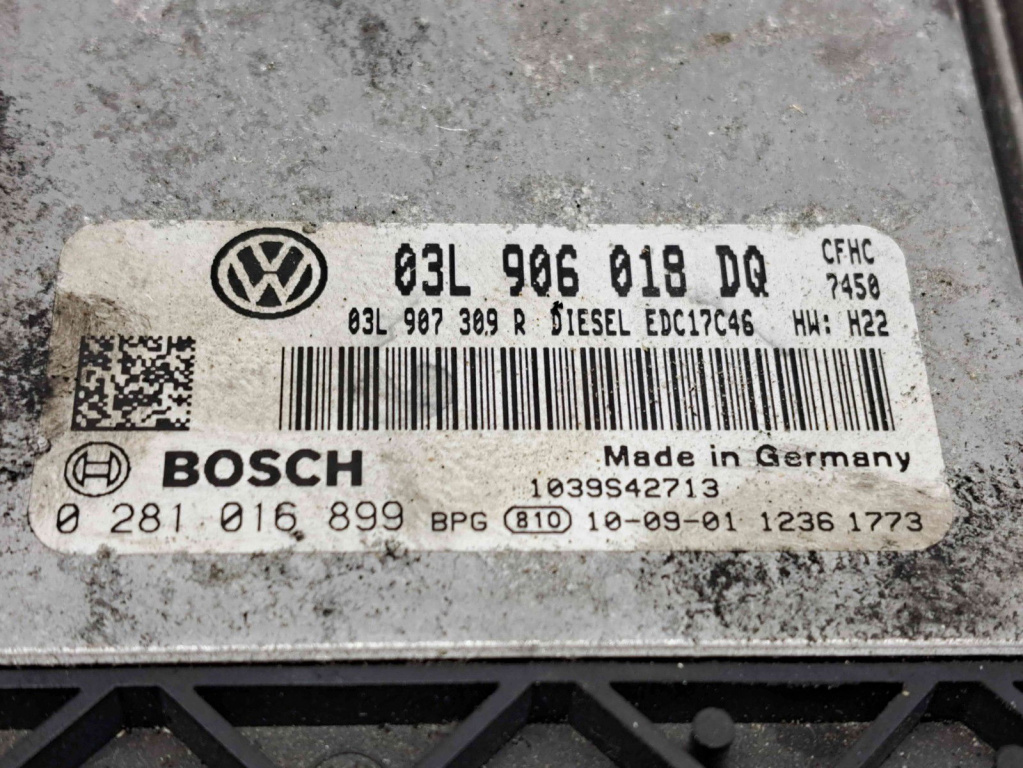 03L 906 018 DQ
CFHC
7450
03L 907 309 R DIESEL EDC17C46 HW: H22
BOSCH
Made in Germany
1039S42713
0 281 016 899 BPG 810 10-09-01 1236 1773